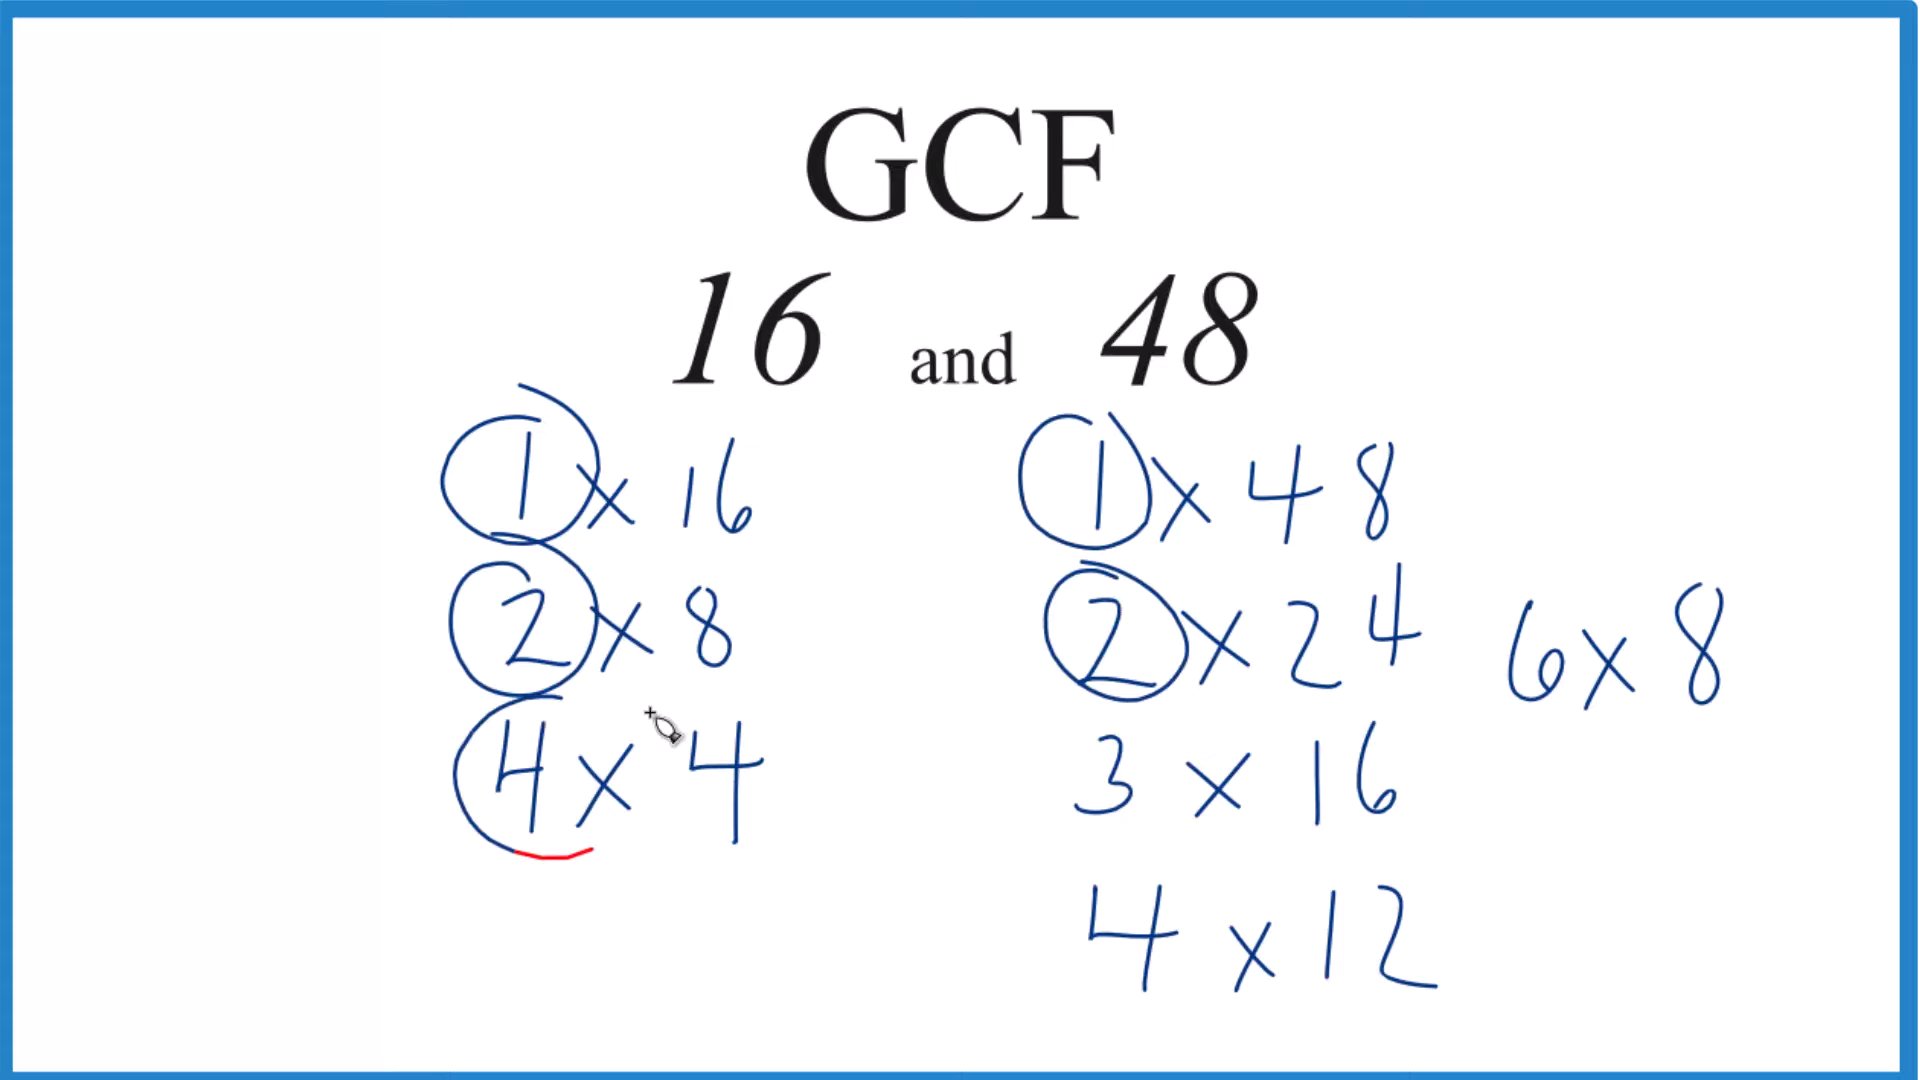 GCF
16 and 48
1 x 16
1 x 48
2 x 8
2 x 24
6 x 8
4 x 4
3 x 16
4 x 12